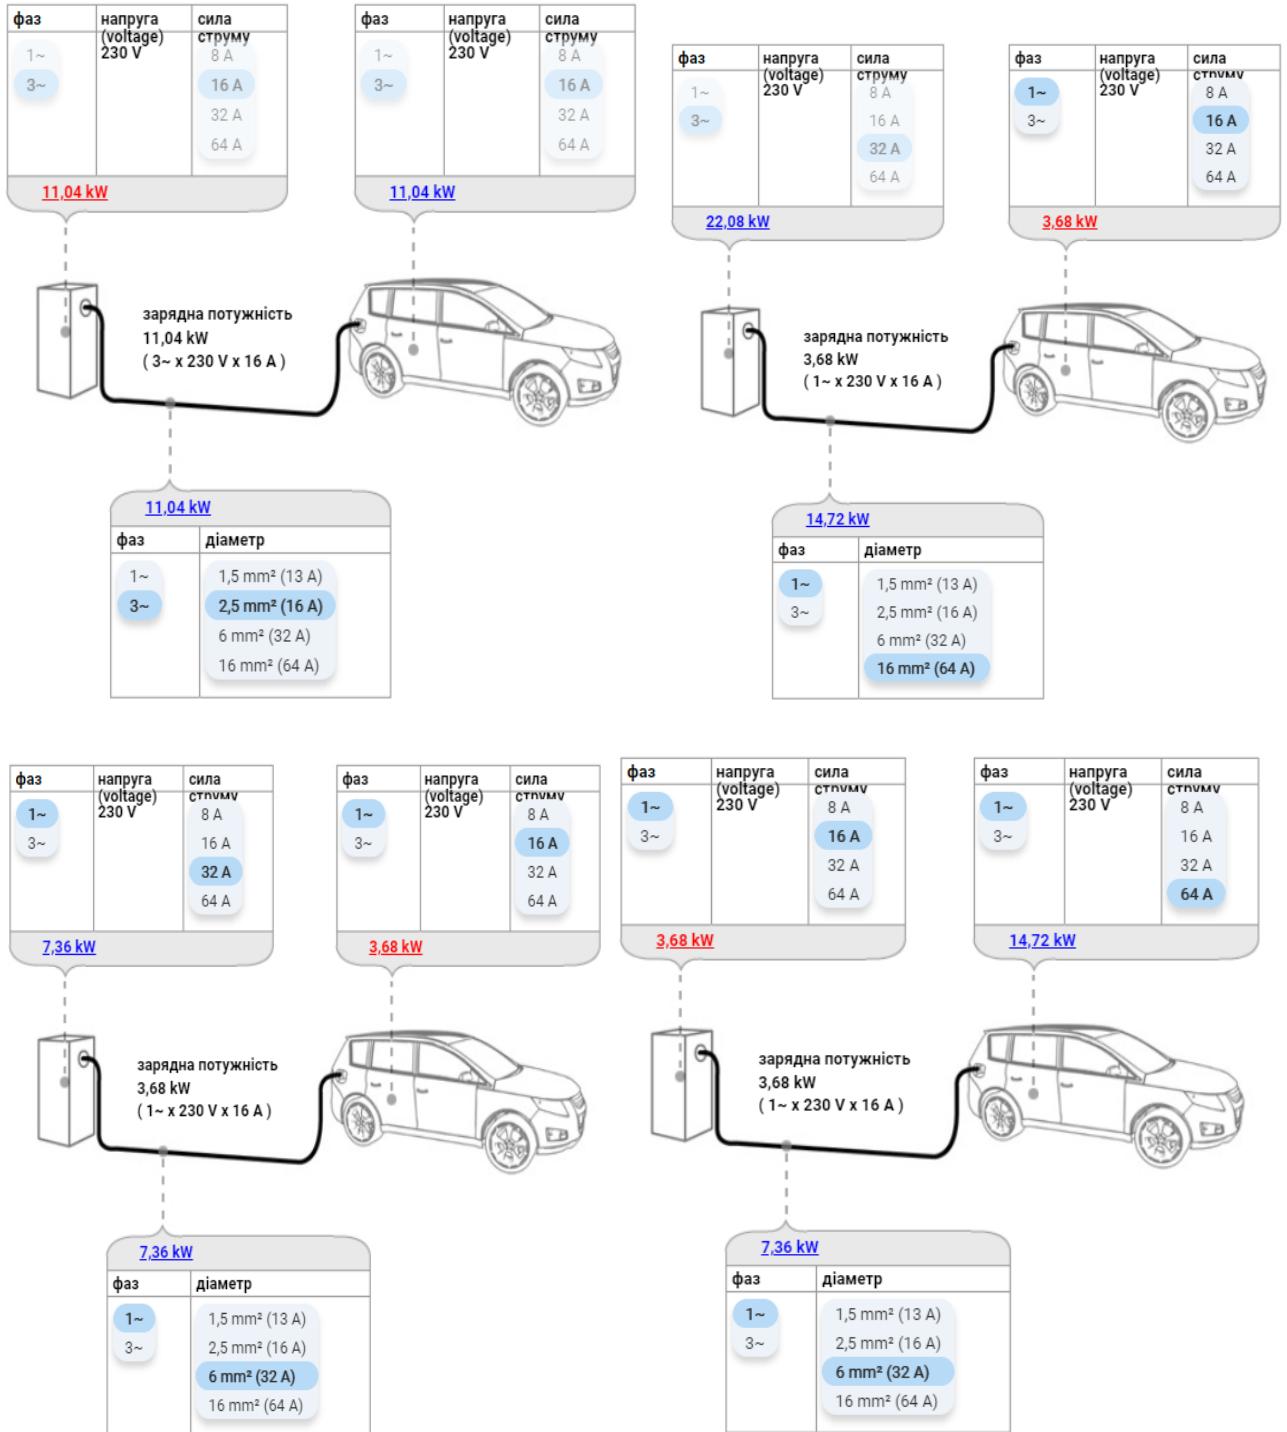 фаз напруга (voltage) 230 V сила струму
1~
3~
8 A
16 A
32 A
64 A
11,04 kW
фаз напруга (voltage) 230 V сила струму
1~
3~
8 A
16 A
32 A
64 A
11,04 kW
зарядна потужність
11,04 kW
( 3~ x 230 V x 16 A )
11,04 kW
фаз діаметр
1~
3~
1,5 mm² (13 A)
2,5 mm² (16 A)
6 mm² (32 A)
16 mm² (64 A)
фаз напруга (voltage) 230 V сила струму
1~
3~
8 A
16 A
32 A
64 A
22,08 kW
фаз напруга (voltage) 230 V сила струму
1~
3~
8 A
16 A
32 A
64 A
3,68 kW
зарядна потужність
3,68 kW
( 1~ x 230 V x 16 A )
14,72 kW
фаз діаметр
1~
3~
1,5 mm² (13 A)
2,5 mm² (16 A)
6 mm² (32 A)
16 mm² (64 A)
фаз напруга (voltage) 230 V сила струму
1~
3~
8 A
16 A
32 A
64 A
7,36 kW
фаз напруга (voltage) 230 V сила струму
1~
3~
8 A
16 A
32 A
64 A
3,68 kW
зарядна потужність
3,68 kW
( 1~ x 230 V x 16 A )
7,36 kW
фаз діаметр
1~
3~
1,5 mm² (13 A)
2,5 mm² (16 A)
6 mm² (32 A)
16 mm² (64 A)
фаз напруга (voltage) 230 V сила струму
1~
3~
8 A
16 A
32 A
64 A
3,68 kW
фаз напруга (voltage) 230 V сила струму
1~
3~
8 A
16 A
32 A
64 A
14,72 kW
зарядна потужність
3,68 kW
( 1~ x 230 V x 16 A )
7,36 kW
фаз діаметр
1~
3~
1,5 mm² (13 A)
2,5 mm² (16 A)
6 mm² (32 A)
16 mm² (64 A)